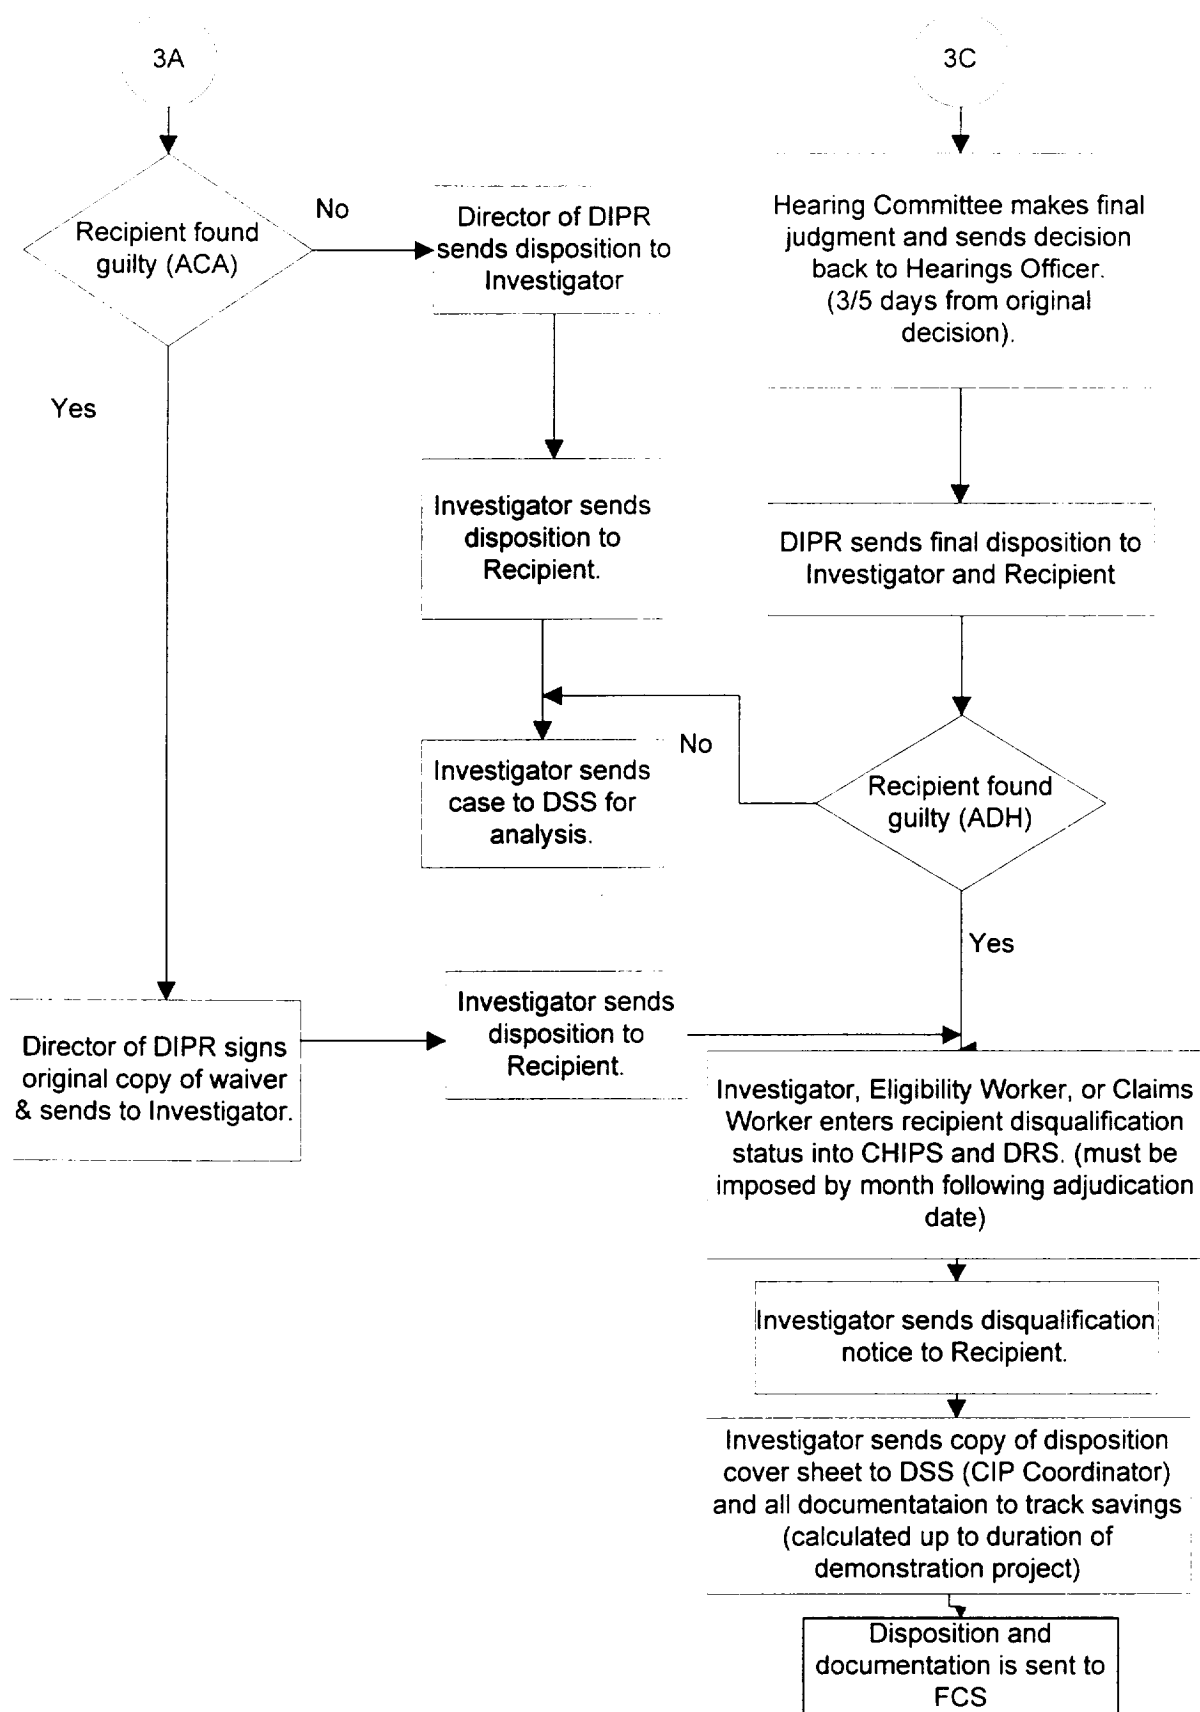 3A
3C
Recipient found
guilty (ACA)
No
Yes
Director of DIPR
sends disposition to
Investigator
Hearing Committee makes final
judgment and sends decision
back to Hearings Officer.
(3/5 days from original
decision).
Investigator sends
disposition to
Recipient.
DIPR sends final disposition to
Investigator and Recipient
Investigator sends
case to DSS for
analysis.
No
Recipient found
guilty (ADH)
Yes
Director of DIPR signs
original copy of waiver
& sends to Investigator.
Investigator sends
disposition to
Recipient.
Investigator, Eligibility Worker, or Claims
Worker enters recipient disqualification
status into CHIPS and DRS. (must be
imposed by month following adjudication
date)
Investigator sends disqualification
notice to Recipient.
Investigator sends copy of disposition
cover sheet to DSS (CIP Coordinator)
and all documentataion to track savings
(calculated up to duration of
demonstration project)
Disposition and
documentation is sent to
FCS